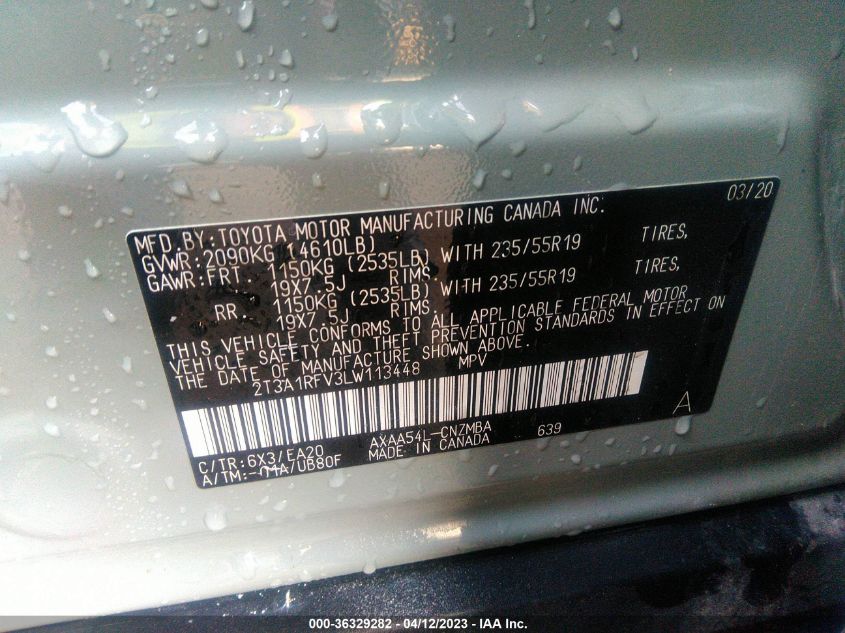 03/20
MFD.BY:TOYOTA MOTOR MANUFACTURING CANADA INC.
GVWR:2090KG (4610LB)
GAWR:FRT. 1150KG (2535LB) WITH 235/55R19 TIRES,
19X7.5J RIMS.
RR. 1150KG (2535LB) WITH 235/55R19 TIRES,
19X7.5J RIMS.
THIS VEHICLE CONFORMS TO ALL APPLICABLE FEDERAL MOTOR
VEHICLE SAFETY AND THEFT PREVENTION STANDARDS IN EFFECT ON
THE DATE OF MANUFACTURE SHOWN ABOVE.
2T3A1RFV3LW113448 MPV
A
C/TR:6X3/EA20 AXAA54L-CNZMBA 639
A/TM:-04A/UB80F MADE IN CANADA
000-36329282 - 04/12/2023 - IAA Inc.